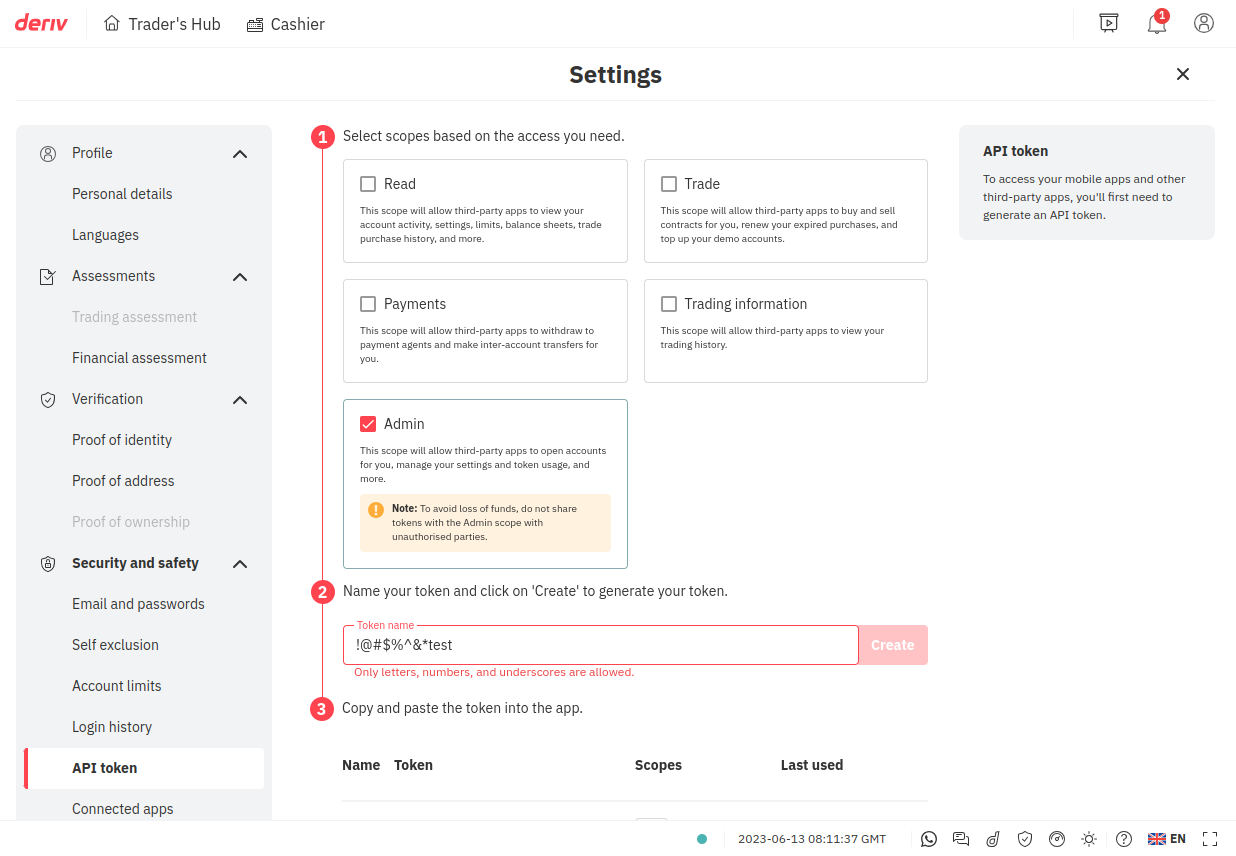 deriv
Trader's Hub
Cashier
1
Settings
Profile
Personal details
Languages
Assessments
Trading assessment
Financial assessment
Verification
Proof of identity
Proof of address
Proof of ownership
Security and safety
Email and passwords
Self exclusion
Account limits
Login history
API token
Connected apps
1 Select scopes based on the access you need.
Read
This scope will allow third-party apps to view your
account activity, settings, limits, balance sheets, trade
purchase history, and more.
Trade
This scope will allow third-party apps to buy and sell
contracts for you, renew your expired purchases, and
top up your demo accounts.
Payments
This scope will allow third-party apps to withdraw to
payment agents and make inter-account transfers for
you.
Trading information
This scope will allow third-party apps to view your
trading history.
Admin
This scope will allow third-party apps to open accounts
for you, manage your settings and token usage, and
more.
Note: To avoid loss of funds, do not share
tokens with the Admin scope with
unauthorised parties.
2 Name your token and click on 'Create' to generate your token.
Token name
!@#$%^&*test
Create
Only letters, numbers, and underscores are allowed.
3 Copy and paste the token into the app.
Name Token Scopes Last used
API token
To access your mobile apps and other
third-party apps, you'll first need to
generate an API token.
2023-06-13 08:11:37 GMT
EN